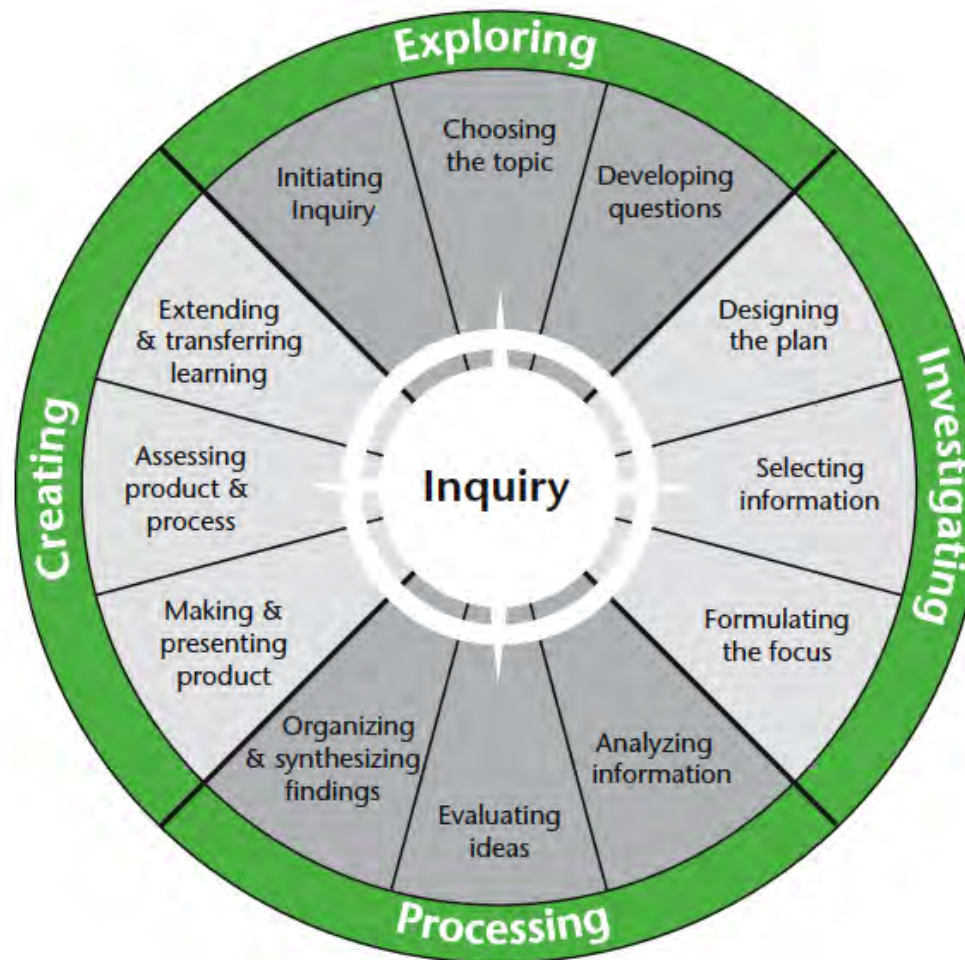 Exploring
Initiating
Inquiry
Choosing
the topic
Developing
questions
Investigating
Designing
the plan
Selecting
information
Formulating
the focus
Processing
Analyzing
information
Evaluating
ideas
Organizing
& synthesizing
findings
Creating
Making &
presenting
product
Assessing
product &
process
Extending
& transferring
learning
Inquiry